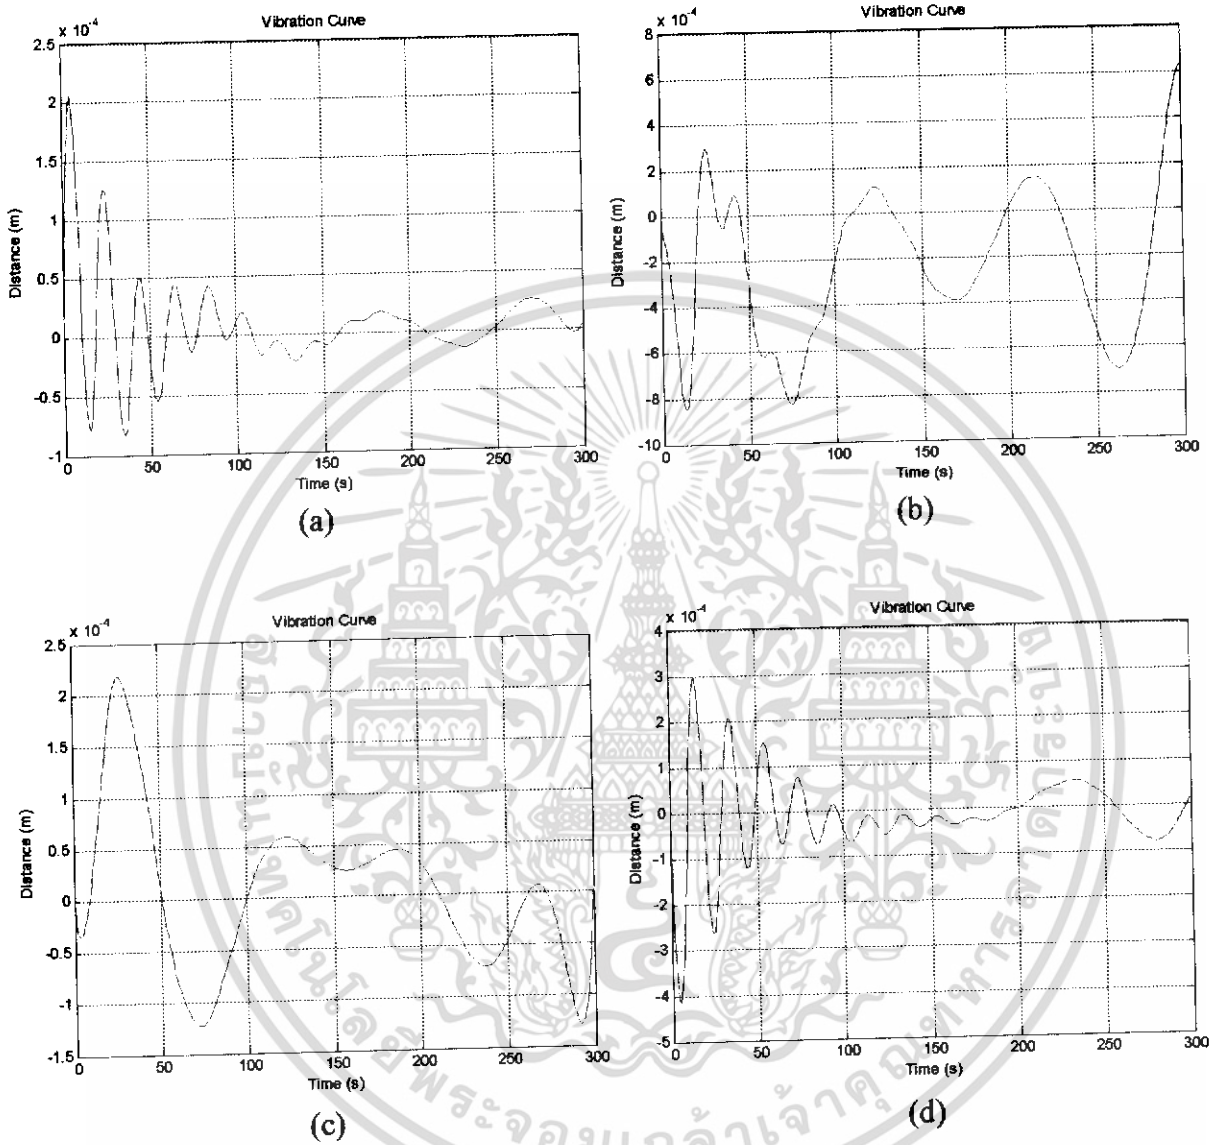 x 10⁻⁴
Vibration Curve
2.5
2
1.5
1
0.5
0
-0.5
-1
Distance (m)
0 50 100 150 200 250 300
Time (s)
(a)
x 10⁻⁴
Vibration Curve
8
6
4
2
0
-2
-4
-6
-8
-10
Distance (m)
0 50 100 150 200 250 300
Time (s)
(b)
x 10⁻⁴
Vibration Curve
2.5
2
1.5
1
0.5
0
-0.5
-1
-1.5
Distance (m)
0 50 100 150 200 250 300
Time (s)
(c)
x 10⁻⁴
Vibration Curve
4
3
2
1
0
-1
-2
-3
-4
-5
Distance (m)
0 50 100 150 200 250 300
Time (s)
(d)